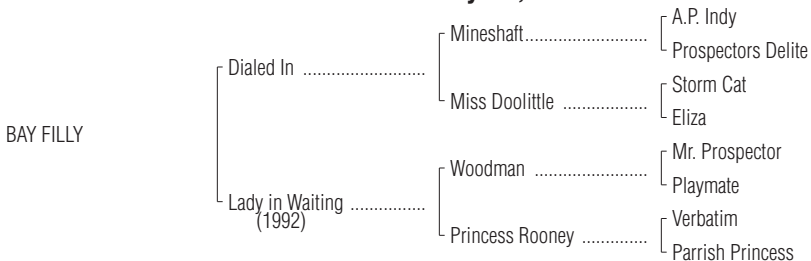 A.P. Indy
Mineshaft...........................
Prospectors Delite
Dialed In ..........................
Storm Cat
Miss Doolittle ..................
Eliza
BAY FILLY
Mr. Prospector
Woodman ........................
Playmate
Lady in Waiting ................
(1992)
Verbatim
Princess Rooney ..............
Parrish Princess